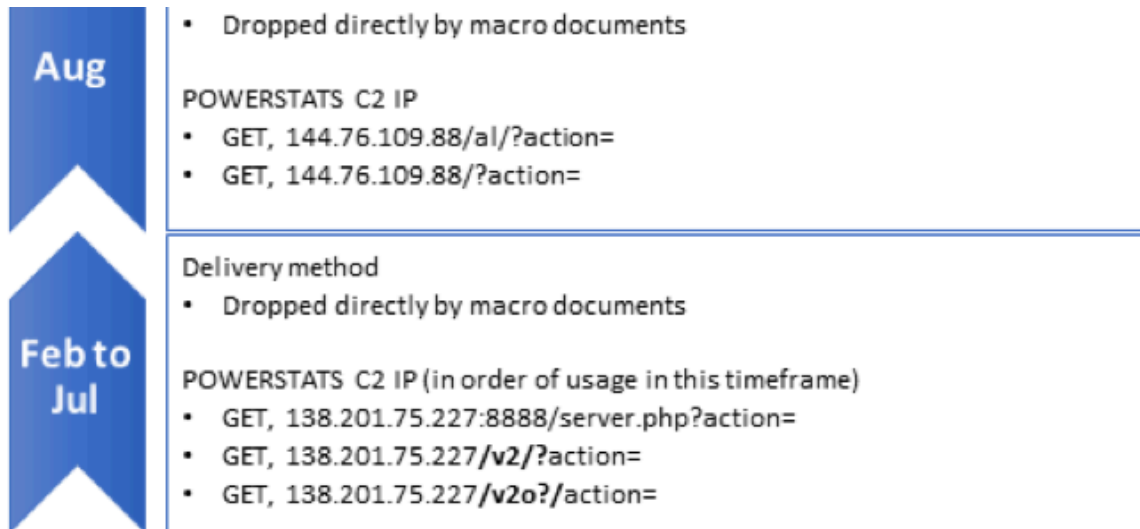 Aug
• Dropped directly by macro documents
POWERSTATS C2 IP
• GET, 144.76.109.88/al/?action=
• GET, 144.76.109.88/?action=
Feb to
Jul
Delivery method
• Dropped directly by macro documents
POWERSTATS C2 IP (in order of usage in this timeframe)
• GET, 138.201.75.227:8888/server.php?action=
• GET, 138.201.75.227/v2/?action=
• GET, 138.201.75.227/v2o?/action=